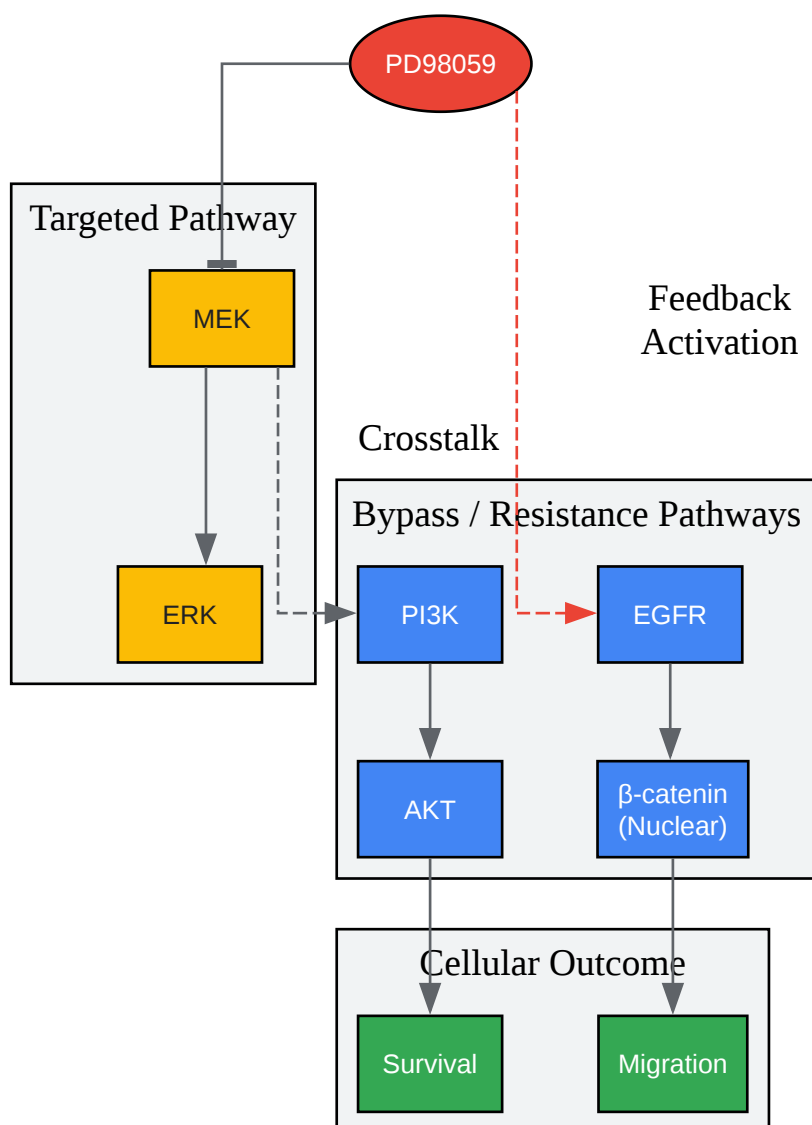 PD98059
Targeted Pathway
MEK
Feedback
Activation
Crosstalk
Bypass / Resistance Pathways
ERK
PI3K
EGFR
AKT
β-catenin
(Nuclear)
Cellular Outcome
Survival
Migration